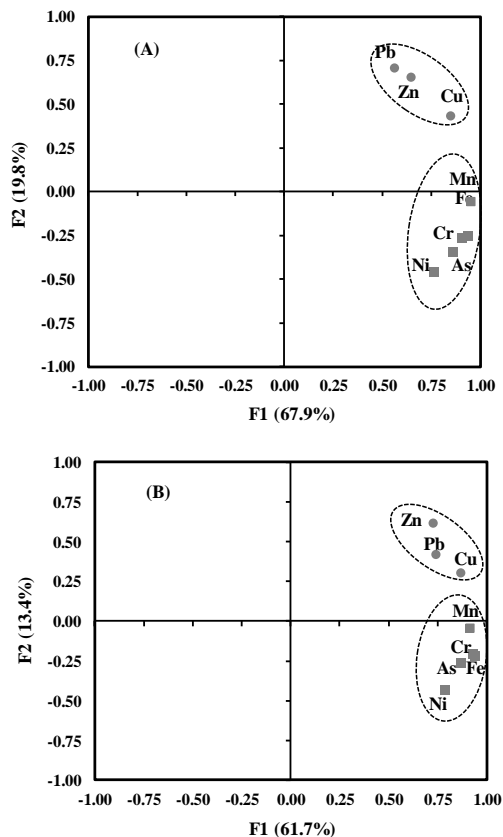 1.00
(A)
Pb
0.75
Zn
0.50
Cu
0.25
Mn
0.00
Fe
F2 (19.8%)
-0.25
Cr
Ni
As
-0.50
-0.75
-1.00
-1.00 -0.75 -0.50 -0.25 0.00 0.25 0.50 0.75 1.00
F1 (67.9%)
1.00
(B)
0.75
Zn
0.50
Pb
Cu
0.25
Mn
0.00
F2 (13.4%)
Cr
-0.25
As Fe
Ni
-0.50
-0.75
-1.00
-1.00 -0.75 -0.50 -0.25 0.00 0.25 0.50 0.75 1.00
F1 (61.7%)